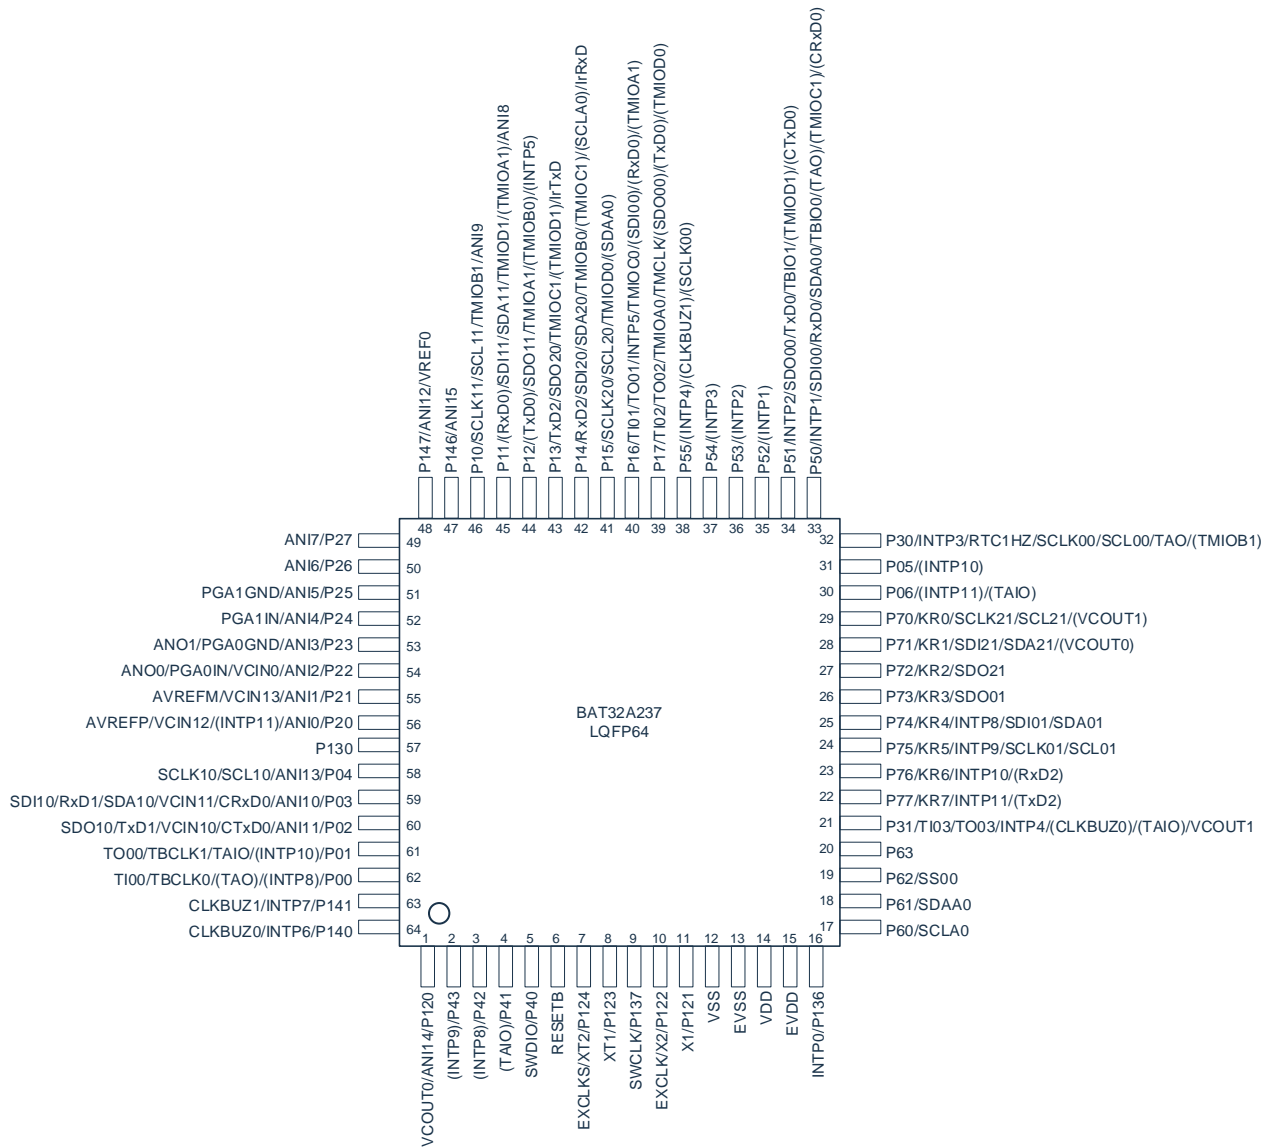 P147/ANI12/VREF0
P146/ANI15
P10/SCLK11/SCL11/TMIOB1/ANI9
P11/(RxD0)/SDI11/SDA11/TMIOD1/(TMIOA1)/ANI8
P12/(TxD0)/SDO11/TMIOA1/(TMIOB0)/(INTP5)
P13/TxD2/SDO20/TMIOC1/(TMIOD1)/IrTxD
P14/RxD2/SDI20/SDA20/TMIOB0/(TMIOC1)/(SCLA0)/IrRxD
P15/SCLK20/SCL20/TMIOD0/(SDAA0)
P16/TI01/TO01/INTP5/TMIOC0/(SDI00)/(RxD0)/(TMIOA1)
P17/TI02/TO02/TMIOA0/TMCLK/(SDO00)/(TxD0)/(TMIOD0)
P55/(INTP4)/(CLKBUZ1)/(SCLK00)
P54/(INTP3)
P53/(INTP2)
P52/(INTP1)
P51/INTP2/SDO00/TxD0/TBIO1/(TMIOD1)/(CTxD0)
P50/INTP1/SDI00/RxD0/SDA00/TBIO0/(TAO)/(TMIOC1)/(CRxD0)
48 47 46 45 44 43 42 41 40 39 38 37 36 35 34 33
ANI7/P27 49
ANI6/P26 50
PGA1GND/ANI5/P25 51
PGA1IN/ANI4/P24 52
ANO1/PGA0GND/ANI3/P23 53
ANO0/PGA0IN/VCIN0/ANI2/P22 54
AVREFM/VCIN13/ANI1/P21 55
AVREFP/VCIN12/(INTP11)/ANI0/P20 56
P130 57
SCLK10/SCL10/ANI13/P04 58
SDI10/RxD1/SDA10/VCIN11/CRxD0/ANI10/P03 59
SDO10/TxD1/VCIN10/CTxD0/ANI11/P02 60
TO00/TBCLK1/TAIO/(INTP10)/P01 61
TI00/TBCLK0/(TAO)/(INTP8)/P00 62
CLKBUZ1/INTP7/P141 63
CLKBUZ0/INTP6/P140 64
BAT32A237
LQFP64
32 P30/INTP3/RTC1HZ/SCLK00/SCL00/TAO/(TMIOB1)
31 P05/(INTP10)
30 P06/(INTP11)/(TAIO)
29 P70/KR0/SCLK21/SCL21/(VCOUT1)
28 P71/KR1/SDI21/SDA21/(VCOUT0)
27 P72/KR2/SDO21
26 P73/KR3/SDO01
25 P74/KR4/INTP8/SDI01/SDA01
24 P75/KR5/INTP9/SCLK01/SCL01
23 P76/KR6/INTP10/(RxD2)
22 P77/KR7/INTP11/(TxD2)
21 P31/TI03/TO03/INTP4/(CLKBUZ0)/(TAIO)/VCOUT1
20 P63
19 P62/SS00
18 P61/SDAA0
17 P60/SCLA0
1 2 3 4 5 6 7 8 9 10 11 12 13 14 15 16
VCOUT0/ANI14/P120
(INTP9)/P43
(INTP8)/P42
(TAIO)/P41
SWDIO/P40
RESETB
EXCLKS/XT2/P124
XT1/P123
SWCLK/P137
EXCLK/X2/P122
X1/P121
VSS
EVSS
VDD
EVDD
INTP0/P136